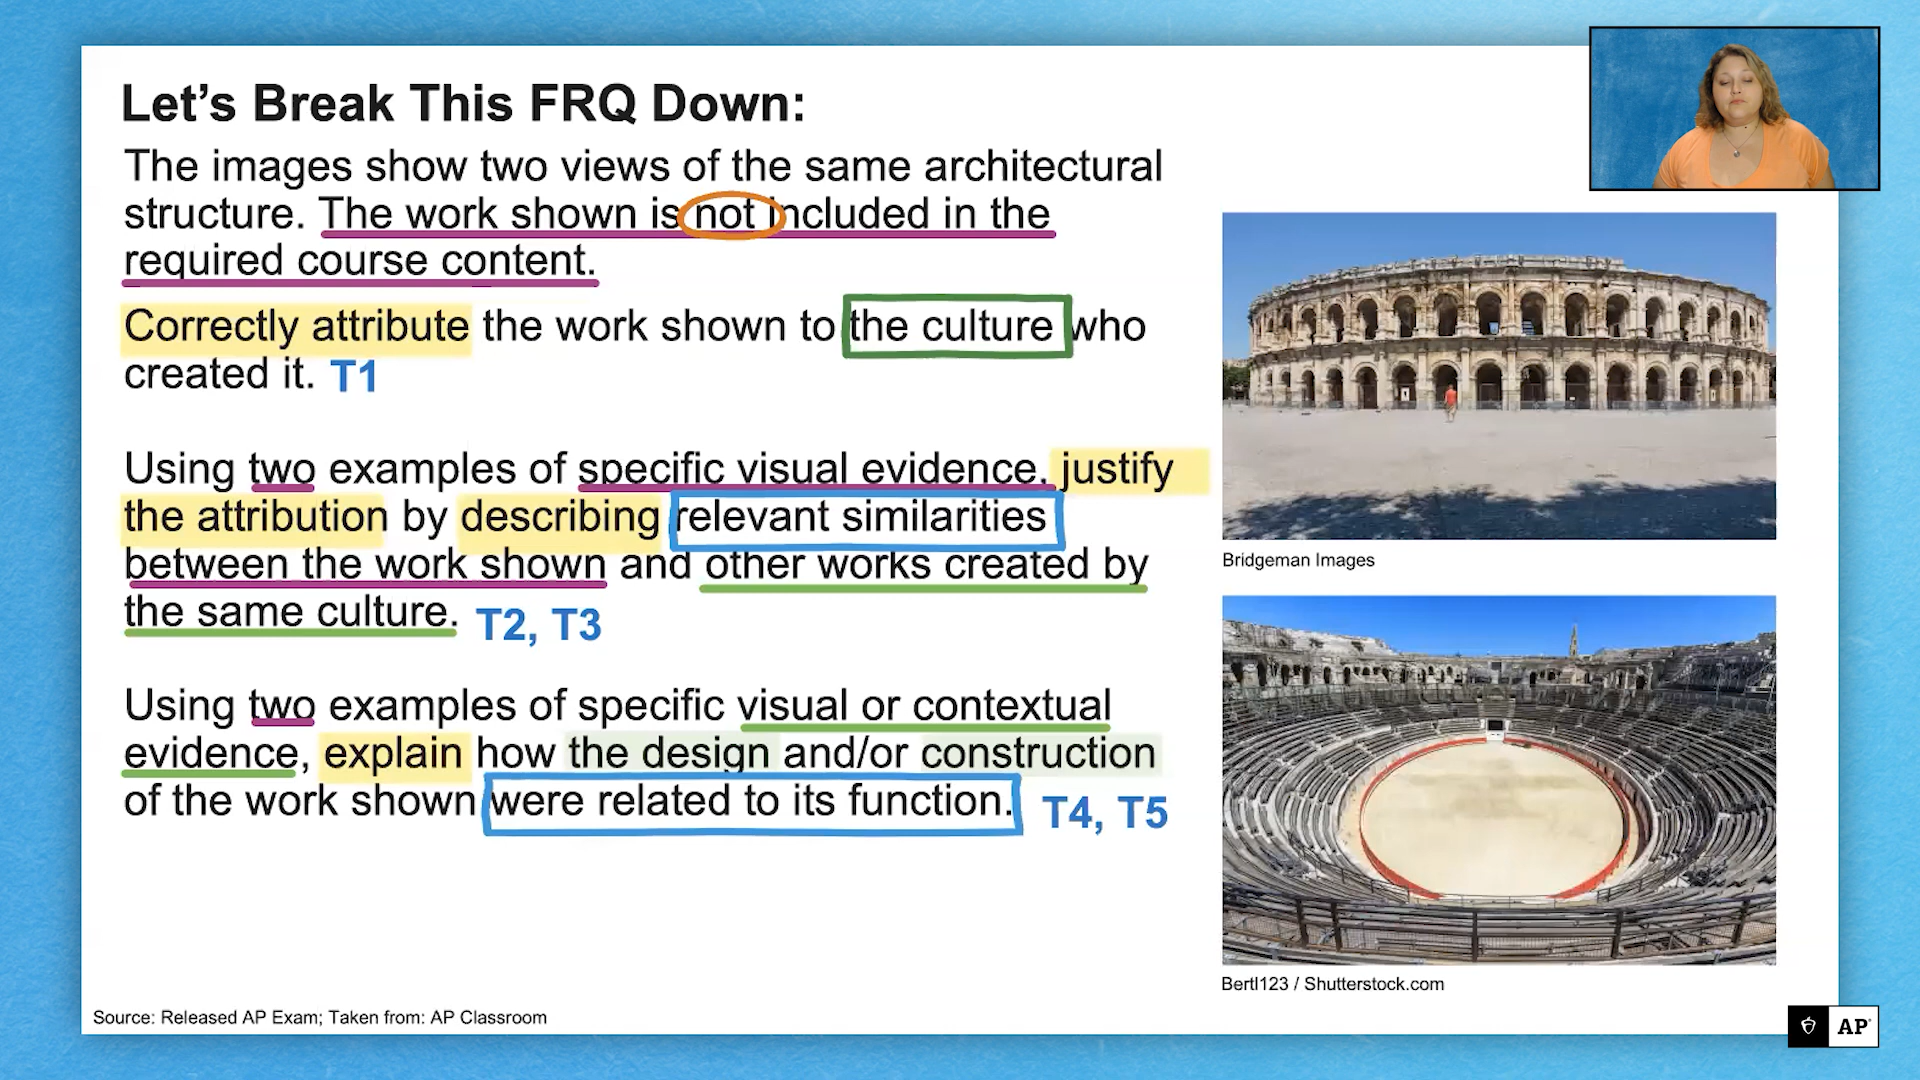 Let's Break This FRQ Down:
The images show two views of the same architectural
structure. The work shown is not included in the
required course content.
Correctly attribute the work shown to the culture who
created it. T1
Using two examples of specific visual evidence, justify
the attribution by describing relevant similarities
between the work shown and other works created by
the same culture. T2, T3
Using two examples of specific visual or contextual
evidence, explain how the design and/or construction
of the work shown were related to its function. T4, T5
Bridgeman Images
Bertl123 / Shutterstock.com
Source: Released AP Exam; Taken from: AP Classroom
AP